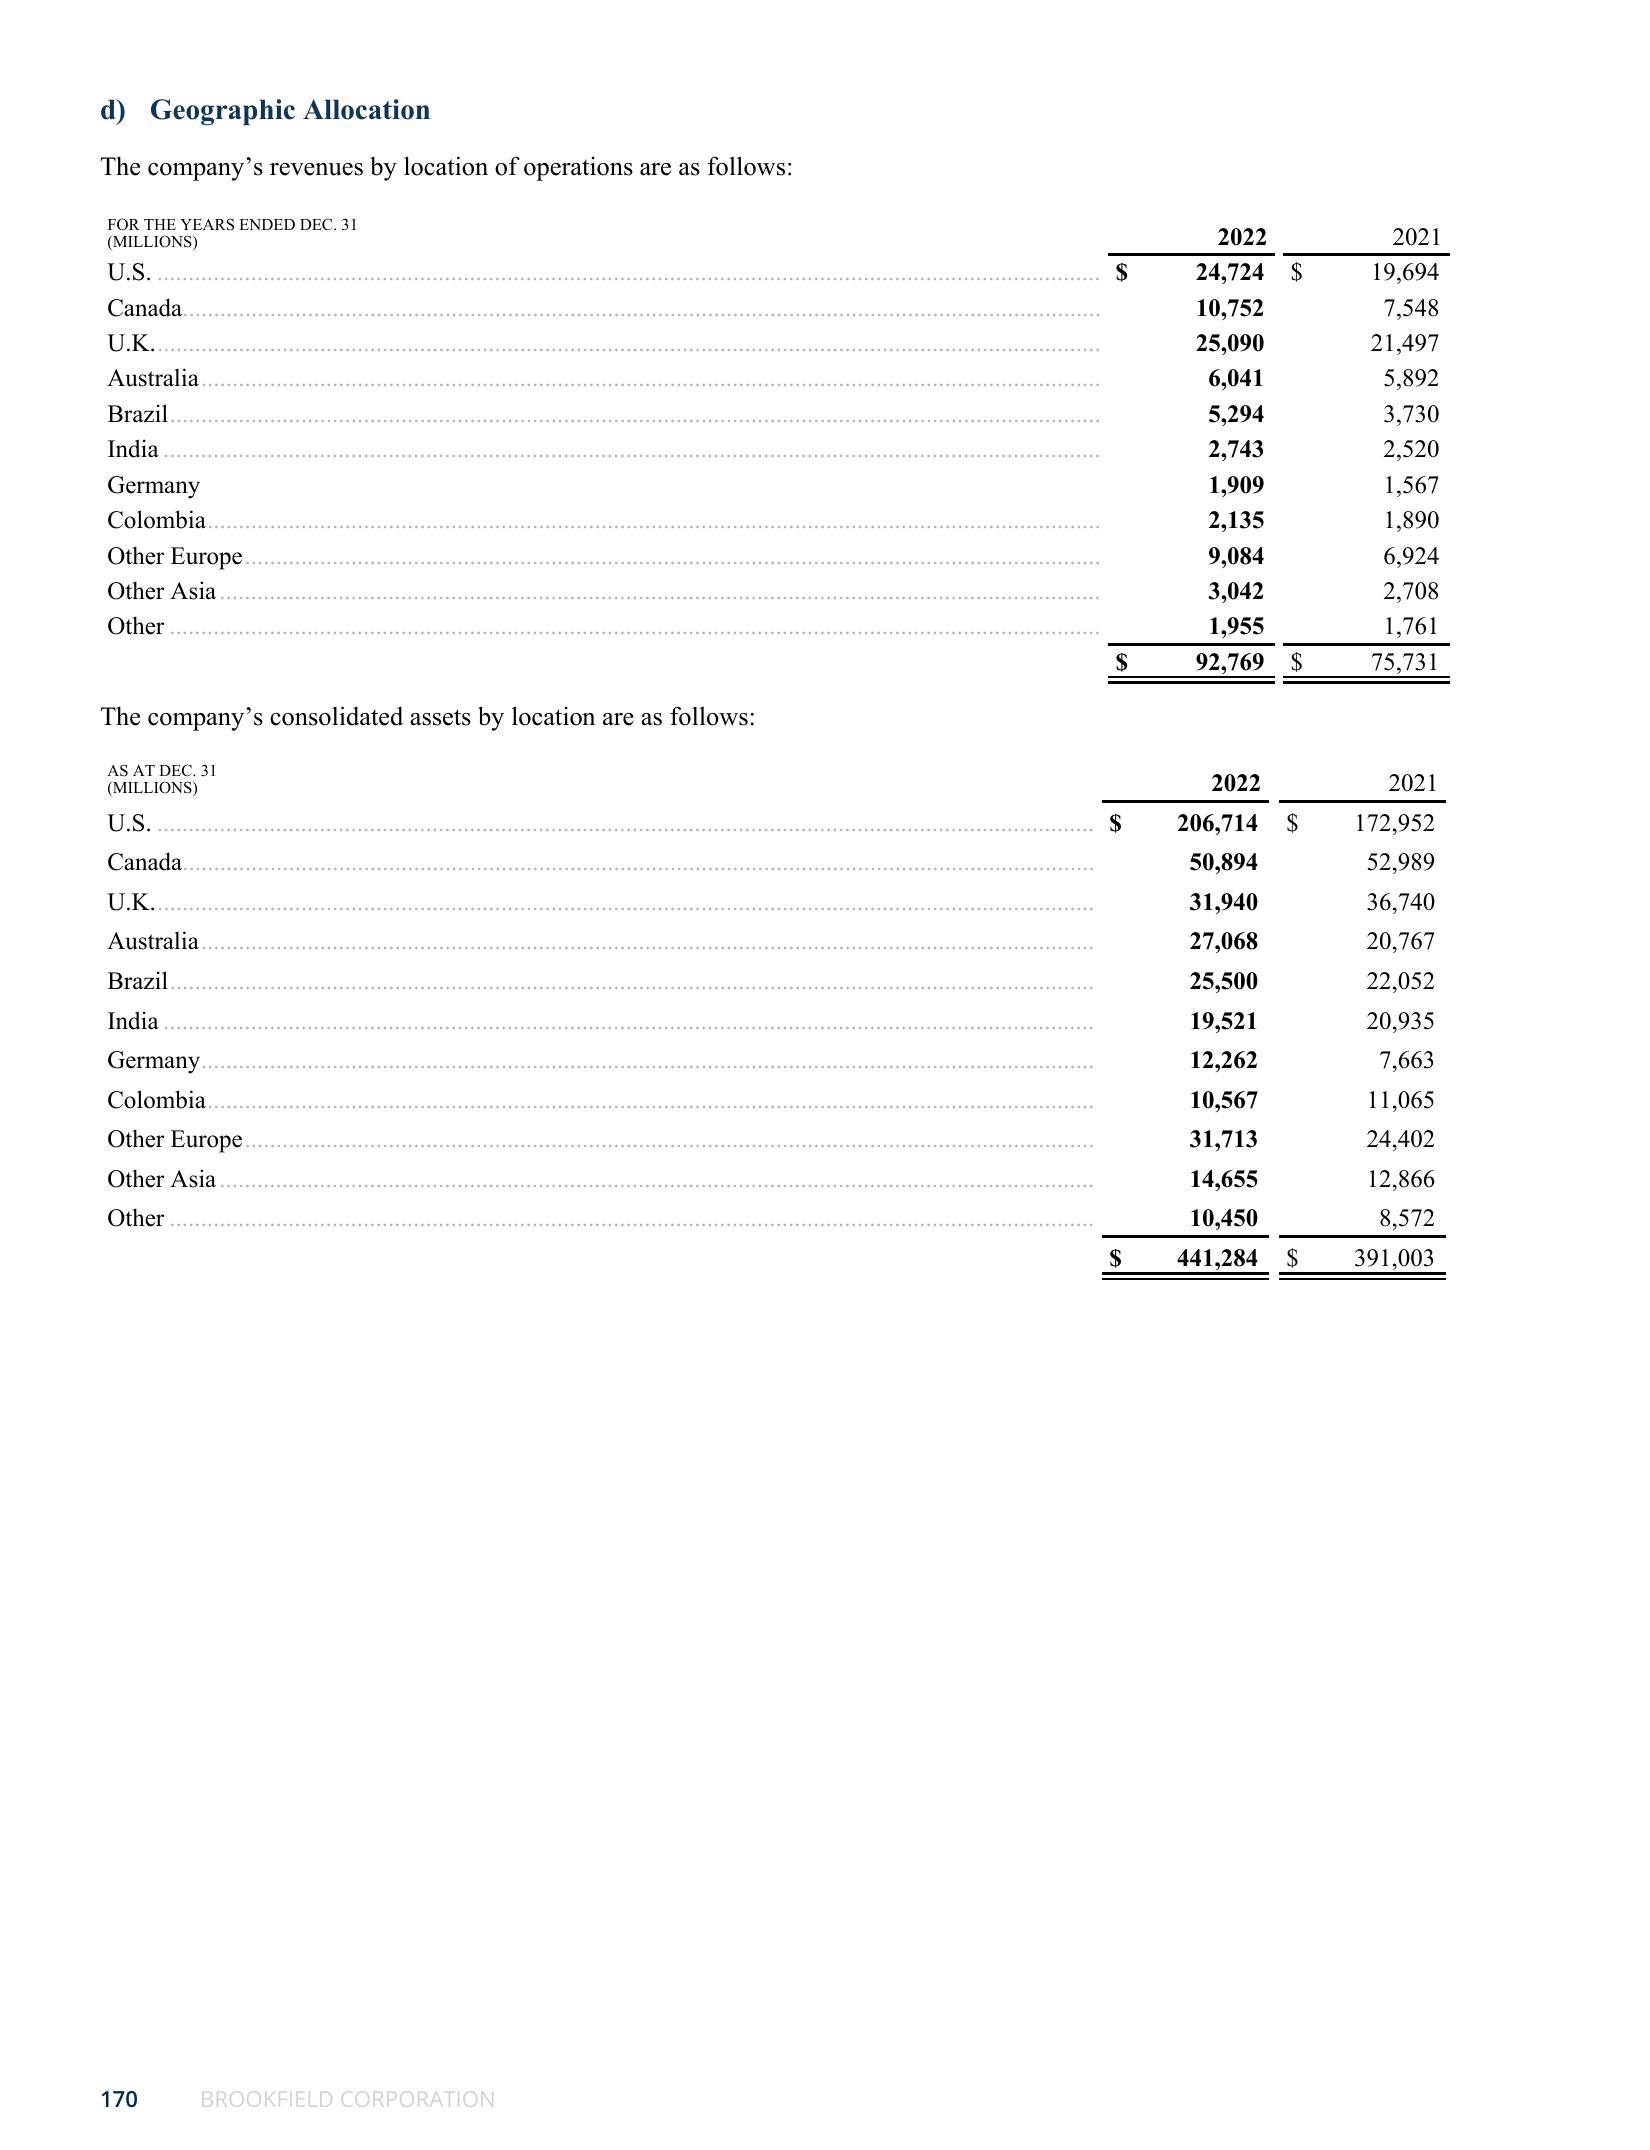 d) Geographic Allocation
The company’s revenues by location of operations are as follows:
FOR THE YEARS ENDED DEC. 31
(MILLIONS) 2022 2021
U.S. $ 24,724 $ 19,694
Canada 10,752 7,548
U.K. 25,090 21,497
Australia 6,041 5,892
Brazil 5,294 3,730
India 2,743 2,520
Germany 1,909 1,567
Colombia 2,135 1,890
Other Europe 9,084 6,924
Other Asia 3,042 2,708
Other 1,955 1,761
$ 92,769 $ 75,731
The company’s consolidated assets by location are as follows:
AS AT DEC. 31
(MILLIONS) 2022 2021
U.S. $ 206,714 $ 172,952
Canada 50,894 52,989
U.K. 31,940 36,740
Australia 27,068 20,767
Brazil 25,500 22,052
India 19,521 20,935
Germany 12,262 7,663
Colombia 10,567 11,065
Other Europe 31,713 24,402
Other Asia 14,655 12,866
Other 10,450 8,572
$ 441,284 $ 391,003
170 BROOKFIELD CORPORATION